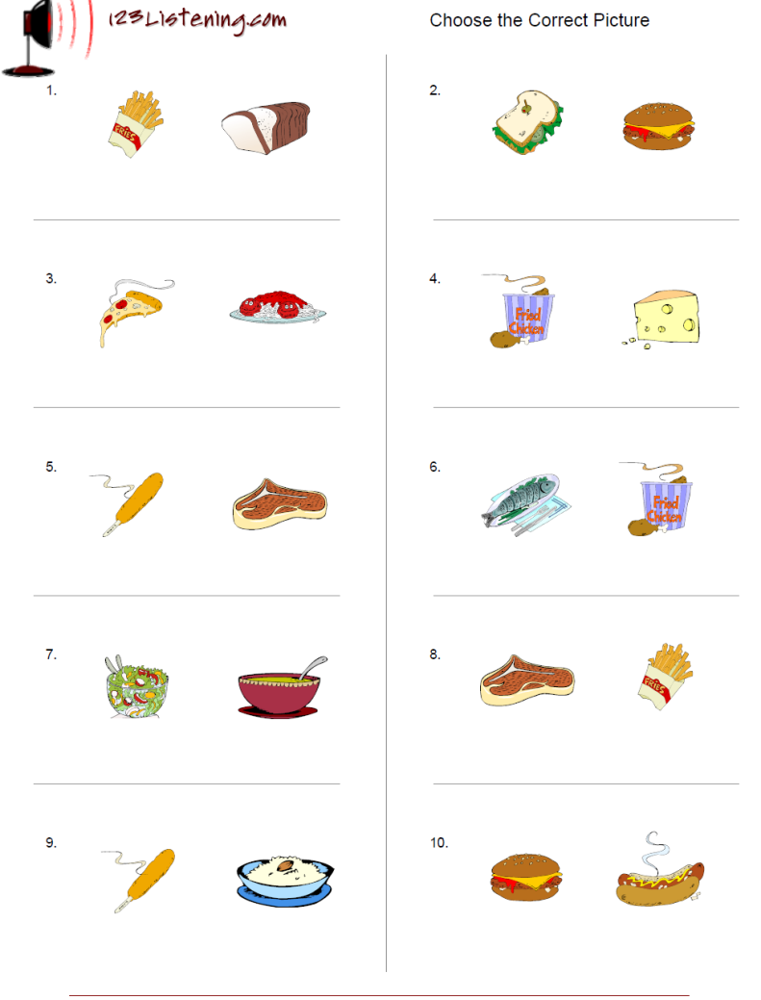 123Listening.com
Choose the Correct Picture
1.
FRIES
2.
3.
4.
Fried
Chicken
5.
6.
Fried
Chicken
7.
8.
FRIES
9.
10.